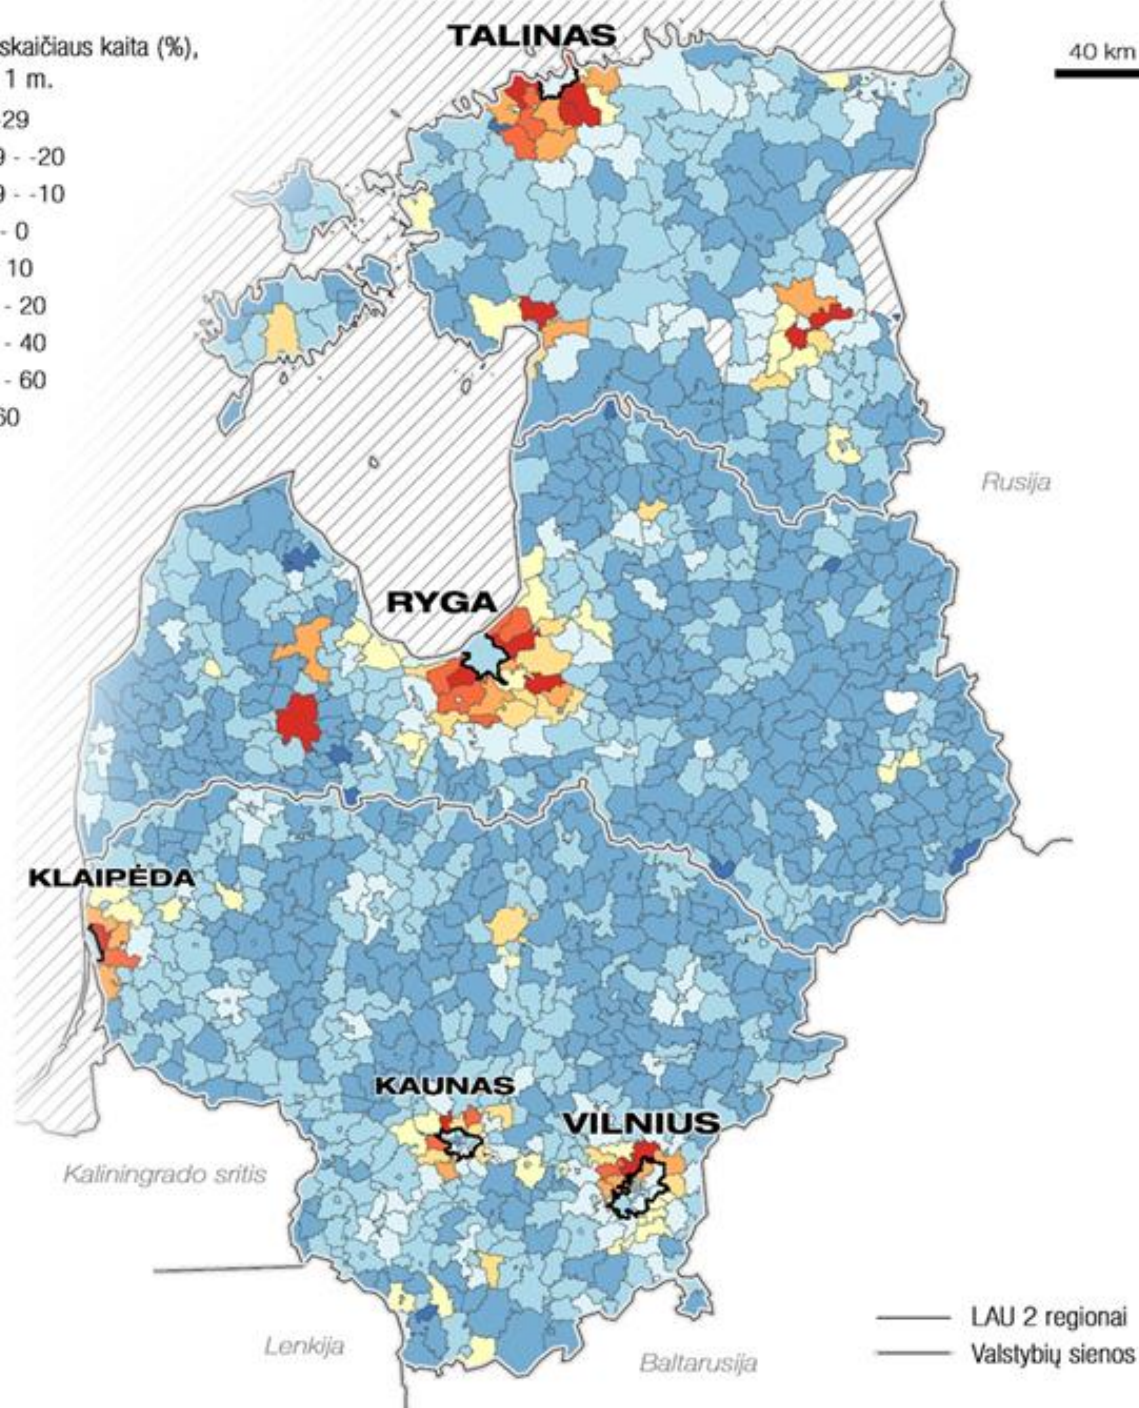 skaičiaus kaita (%),
1 m.
29
9 - -20
9 - -10
- 0
10
- 20
- 40
- 60
60
TALINAS
40 km
Rusija
RYGA
KLAIPĖDA
KAUNAS
VILNIUS
Kaliningrado sritis
Lenkija
Baltarusija
LAU 2 regionai
Valstybių sienos